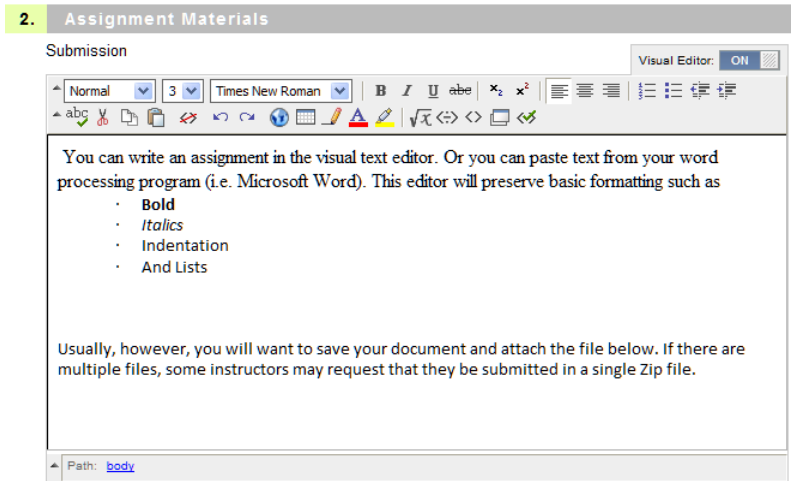 2. Assignment Materials
Submission
Visual Editor: ON
Normal 3 Times New Roman B I U abc x₂ x²
abc √x
You can write an assignment in the visual text editor. Or you can paste text from your word
processing program (i.e. Microsoft Word). This editor will preserve basic formatting such as
· Bold
· Italics
· Indentation
· And Lists
Usually, however, you will want to save your document and attach the file below. If there are
multiple files, some instructors may request that they be submitted in a single Zip file.
Path: body